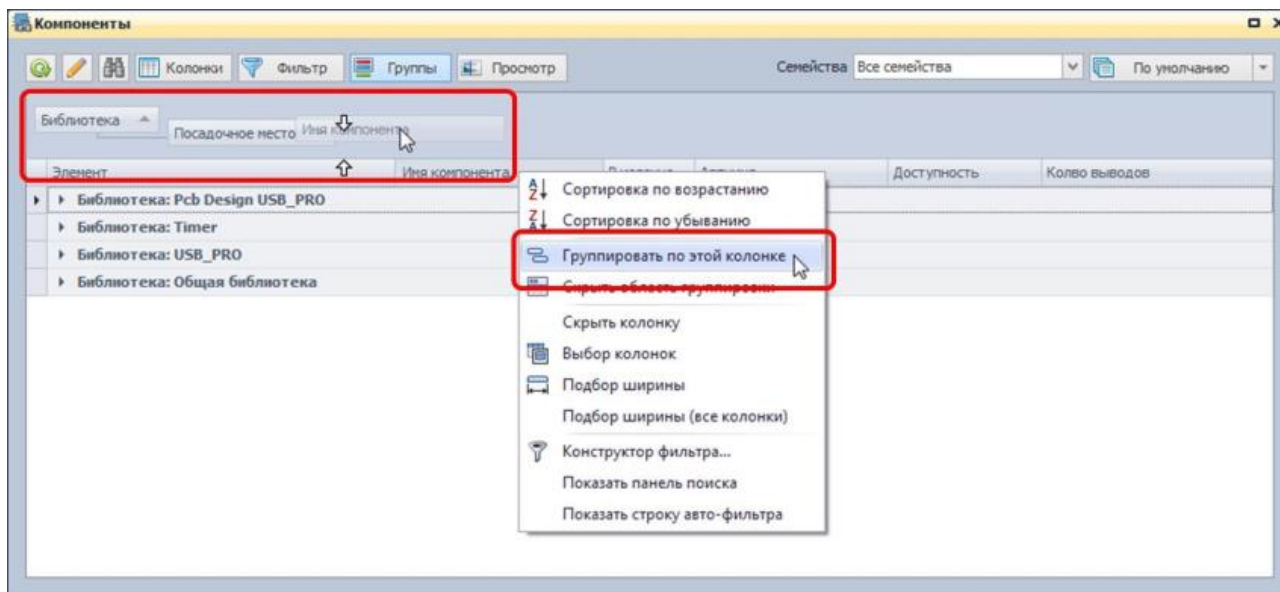 Компоненты
Колонки Фильтр Группы Просмотр Семейства Все семейства По умолчанию
Библиотека
Посадочное место Имя компонента
Элемент Имя компонента Доступность Колво выводов
Библиотека: Pcb Design USB_PRO
Библиотека: Timer
Библиотека: USB_PRO
Библиотека: Общая библиотека
Сортировка по возрастанию
Сортировка по убыванию
Группировать по этой колонке
Скрыть область группировки
Скрыть колонку
Выбор колонок
Подбор ширины
Подбор ширины (все колонки)
Конструктор фильтра...
Показать панель поиска
Показать строку авто-фильтра